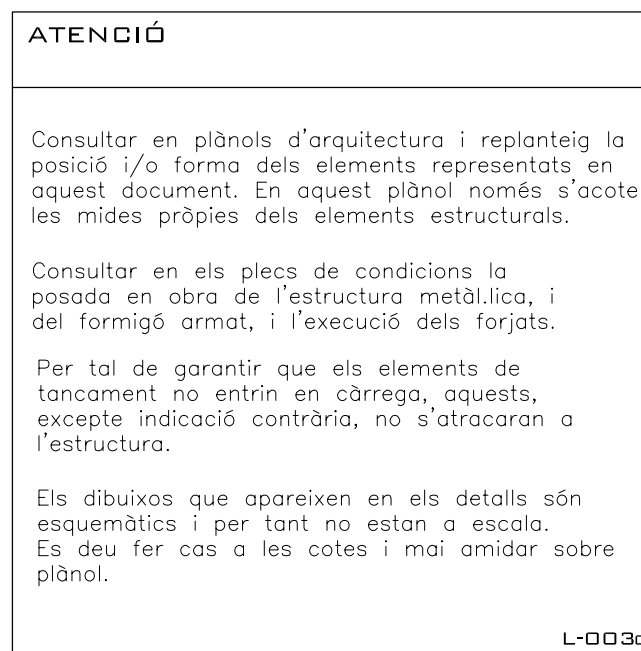 ATENCIÓ
Consultar en plànols d'arquitectura i replanteig la
posició i/o forma dels elements representats en
aquest document. En aquest plànol només s'acote
les mides pròpies dels elements estructurals.
Consultar en els plecs de condicions la
posada en obra de l'estructura metàl.lica, i
del formigó armat, i l'execució dels forjats.
Per tal de garantir que els elements de
tancament no entrin en càrrega, aquests,
excepte indicació contrària, no s'atracaran a
l'estructura.
Els dibuixos que apareixen en els detalls són
esquemàtics i per tant no estan a escala.
Es deu fer cas a les cotes i mai amidar sobre
plànol.